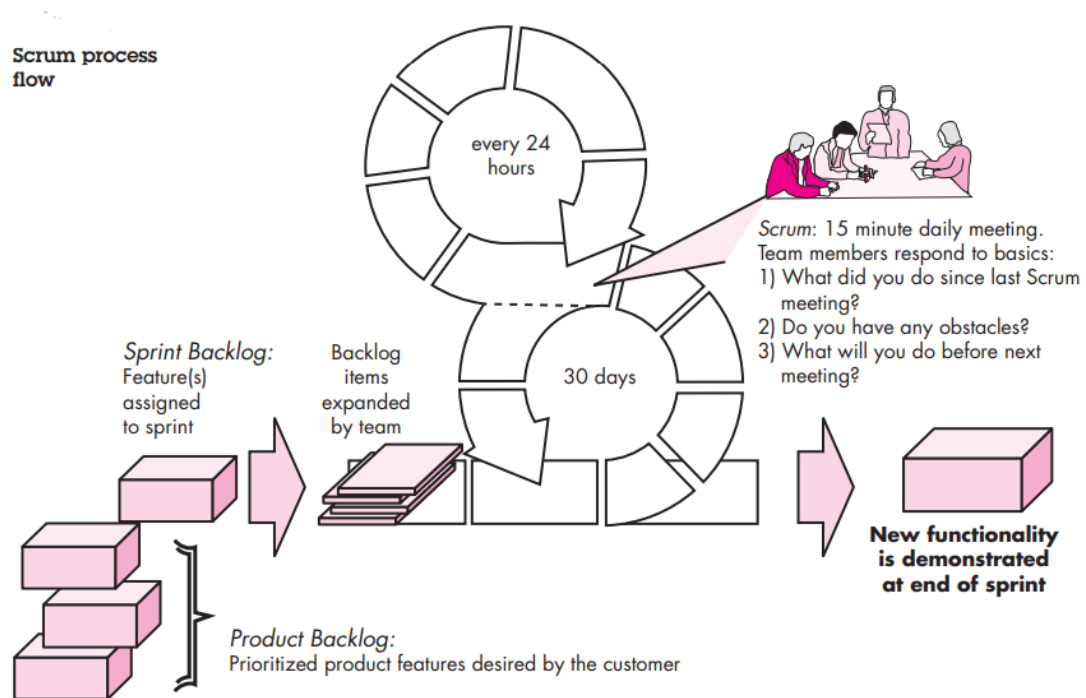 Scrum process
flow
every 24
hours
Scrum: 15 minute daily meeting.
Team members respond to basics:
1) What did you do since last Scrum
meeting?
2) Do you have any obstacles?
3) What will you do before next
meeting?
Sprint Backlog:
Feature(s)
assigned
to sprint
Backlog
items
expanded
by team
30 days
New functionality
is demonstrated
at end of sprint
Product Backlog:
Prioritized product features desired by the customer